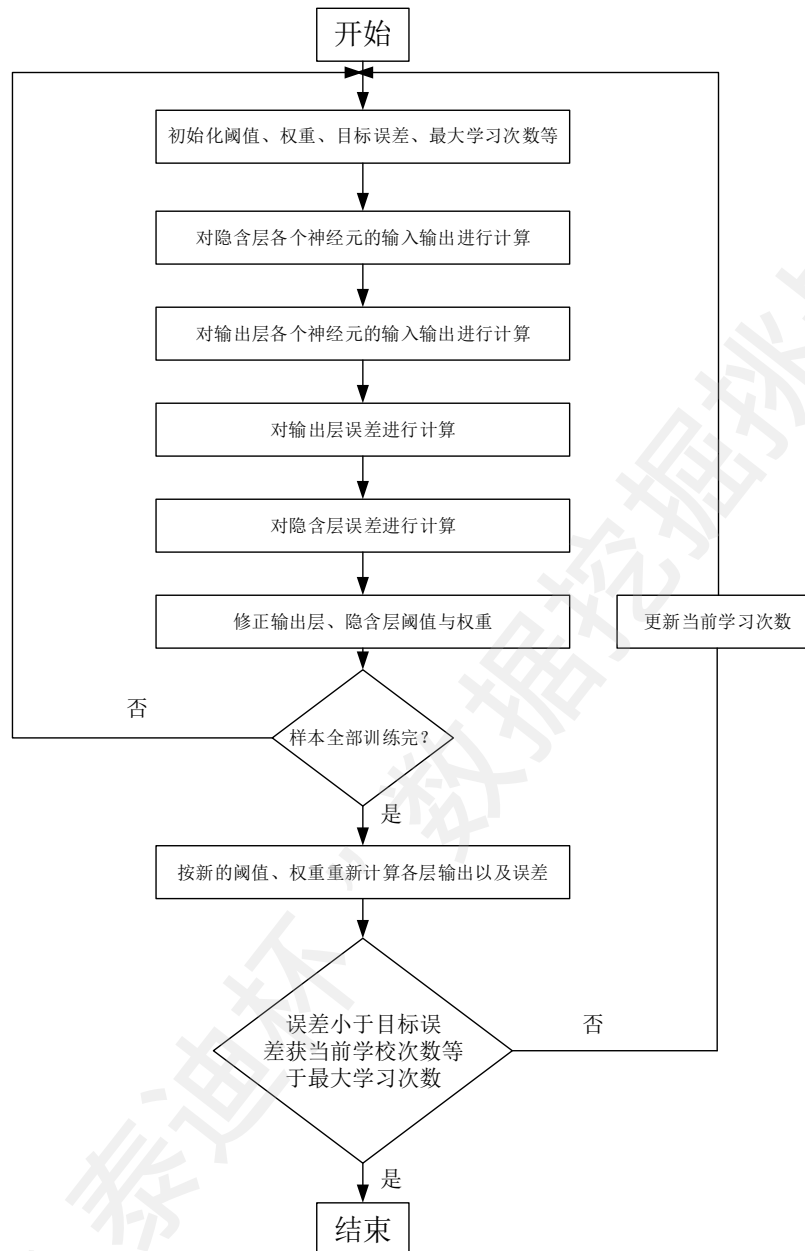 开始
初始化阈值、权重、目标误差、最大学习次数等
对隐含层各个神经元的输入输出进行计算
对输出层各个神经元的输入输出进行计算
对输出层误差进行计算
对隐含层误差进行计算
修正输出层、隐含层阈值与权重
更新当前学习次数
否
样本全部训练完？
是
按新的阈值、权重重新计算各层输出以及误差
误差小于目标误
差获当前学校次数等
于最大学习次数
否
是
结束
泰迪杯”数据挖掘挑